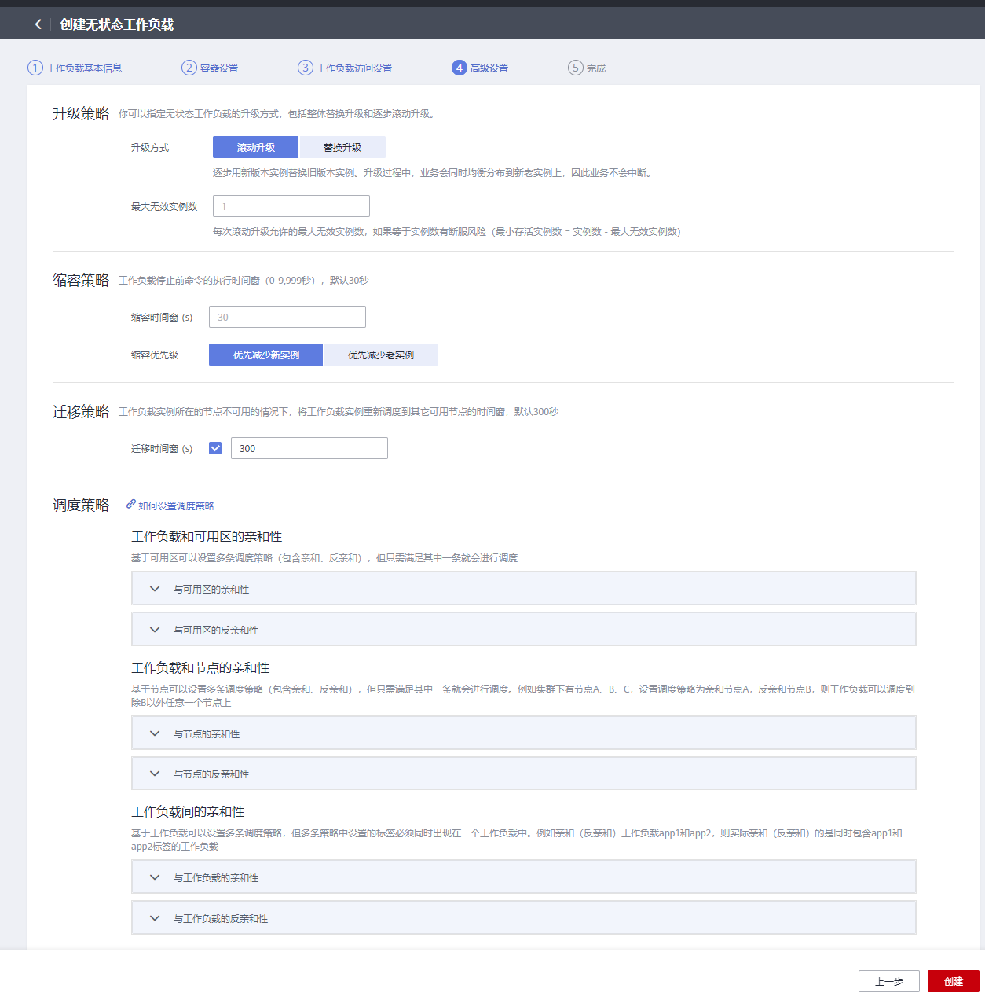 创建无状态工作负载
1 工作负载基本信息 2 容器设置 3 工作负载访问设置 4 高级设置 5 完成
升级策略 你可以指定无状态工作负载的升级方式，包括整体替换升级和逐步滚动升级。
升级方式 滚动升级 替换升级
逐步用新版本实例替换旧版本实例。升级过程中，业务会同时均衡分布到新老实例上，因此业务不会中断。
最大无效实例数 1
每次滚动升级允许的最大无效实例数，如果等于实例数有断服风险（最小存活实例数 = 实例数 - 最大无效实例数）
缩容策略 工作负载停止前命令的执行时间窗（0-9,999秒），默认30秒
缩容时间窗 (s) 30
缩容优先级 优先减少新实例 优先减少老实例
迁移策略 工作负载实例所在的节点不可用的情况下，将工作负载实例重新调度到其它可用节点的时间窗，默认300秒
迁移时间窗 (s) 300
调度策略 如何设置调度策略
工作负载和可用区的亲和性
基于可用区可以设置多条调度策略（包含亲和、反亲和），但只需满足其中一条就会进行调度
与可用区的亲和性
与可用区的反亲和性
工作负载和节点的亲和性
基于节点可以设置多条调度策略（包含亲和、反亲和），但只需满足其中一条就会进行调度。例如集群下有节点A、B、C，设置调度策略为亲和节点A，反亲和节点B，则工作负载可以调度到
除B以外任意一个节点上
与节点的亲和性
与节点的反亲和性
工作负载间的亲和性
基于工作负载可以设置多条调度策略，但多条策略中设置的标签必须同时出现在一个工作负载中。例如亲和（反亲和）工作负载app1和app2，则实际亲和（反亲和）的是同时包含app1和
app2标签的工作负载
与工作负载的亲和性
与工作负载的反亲和性
上一步 创建